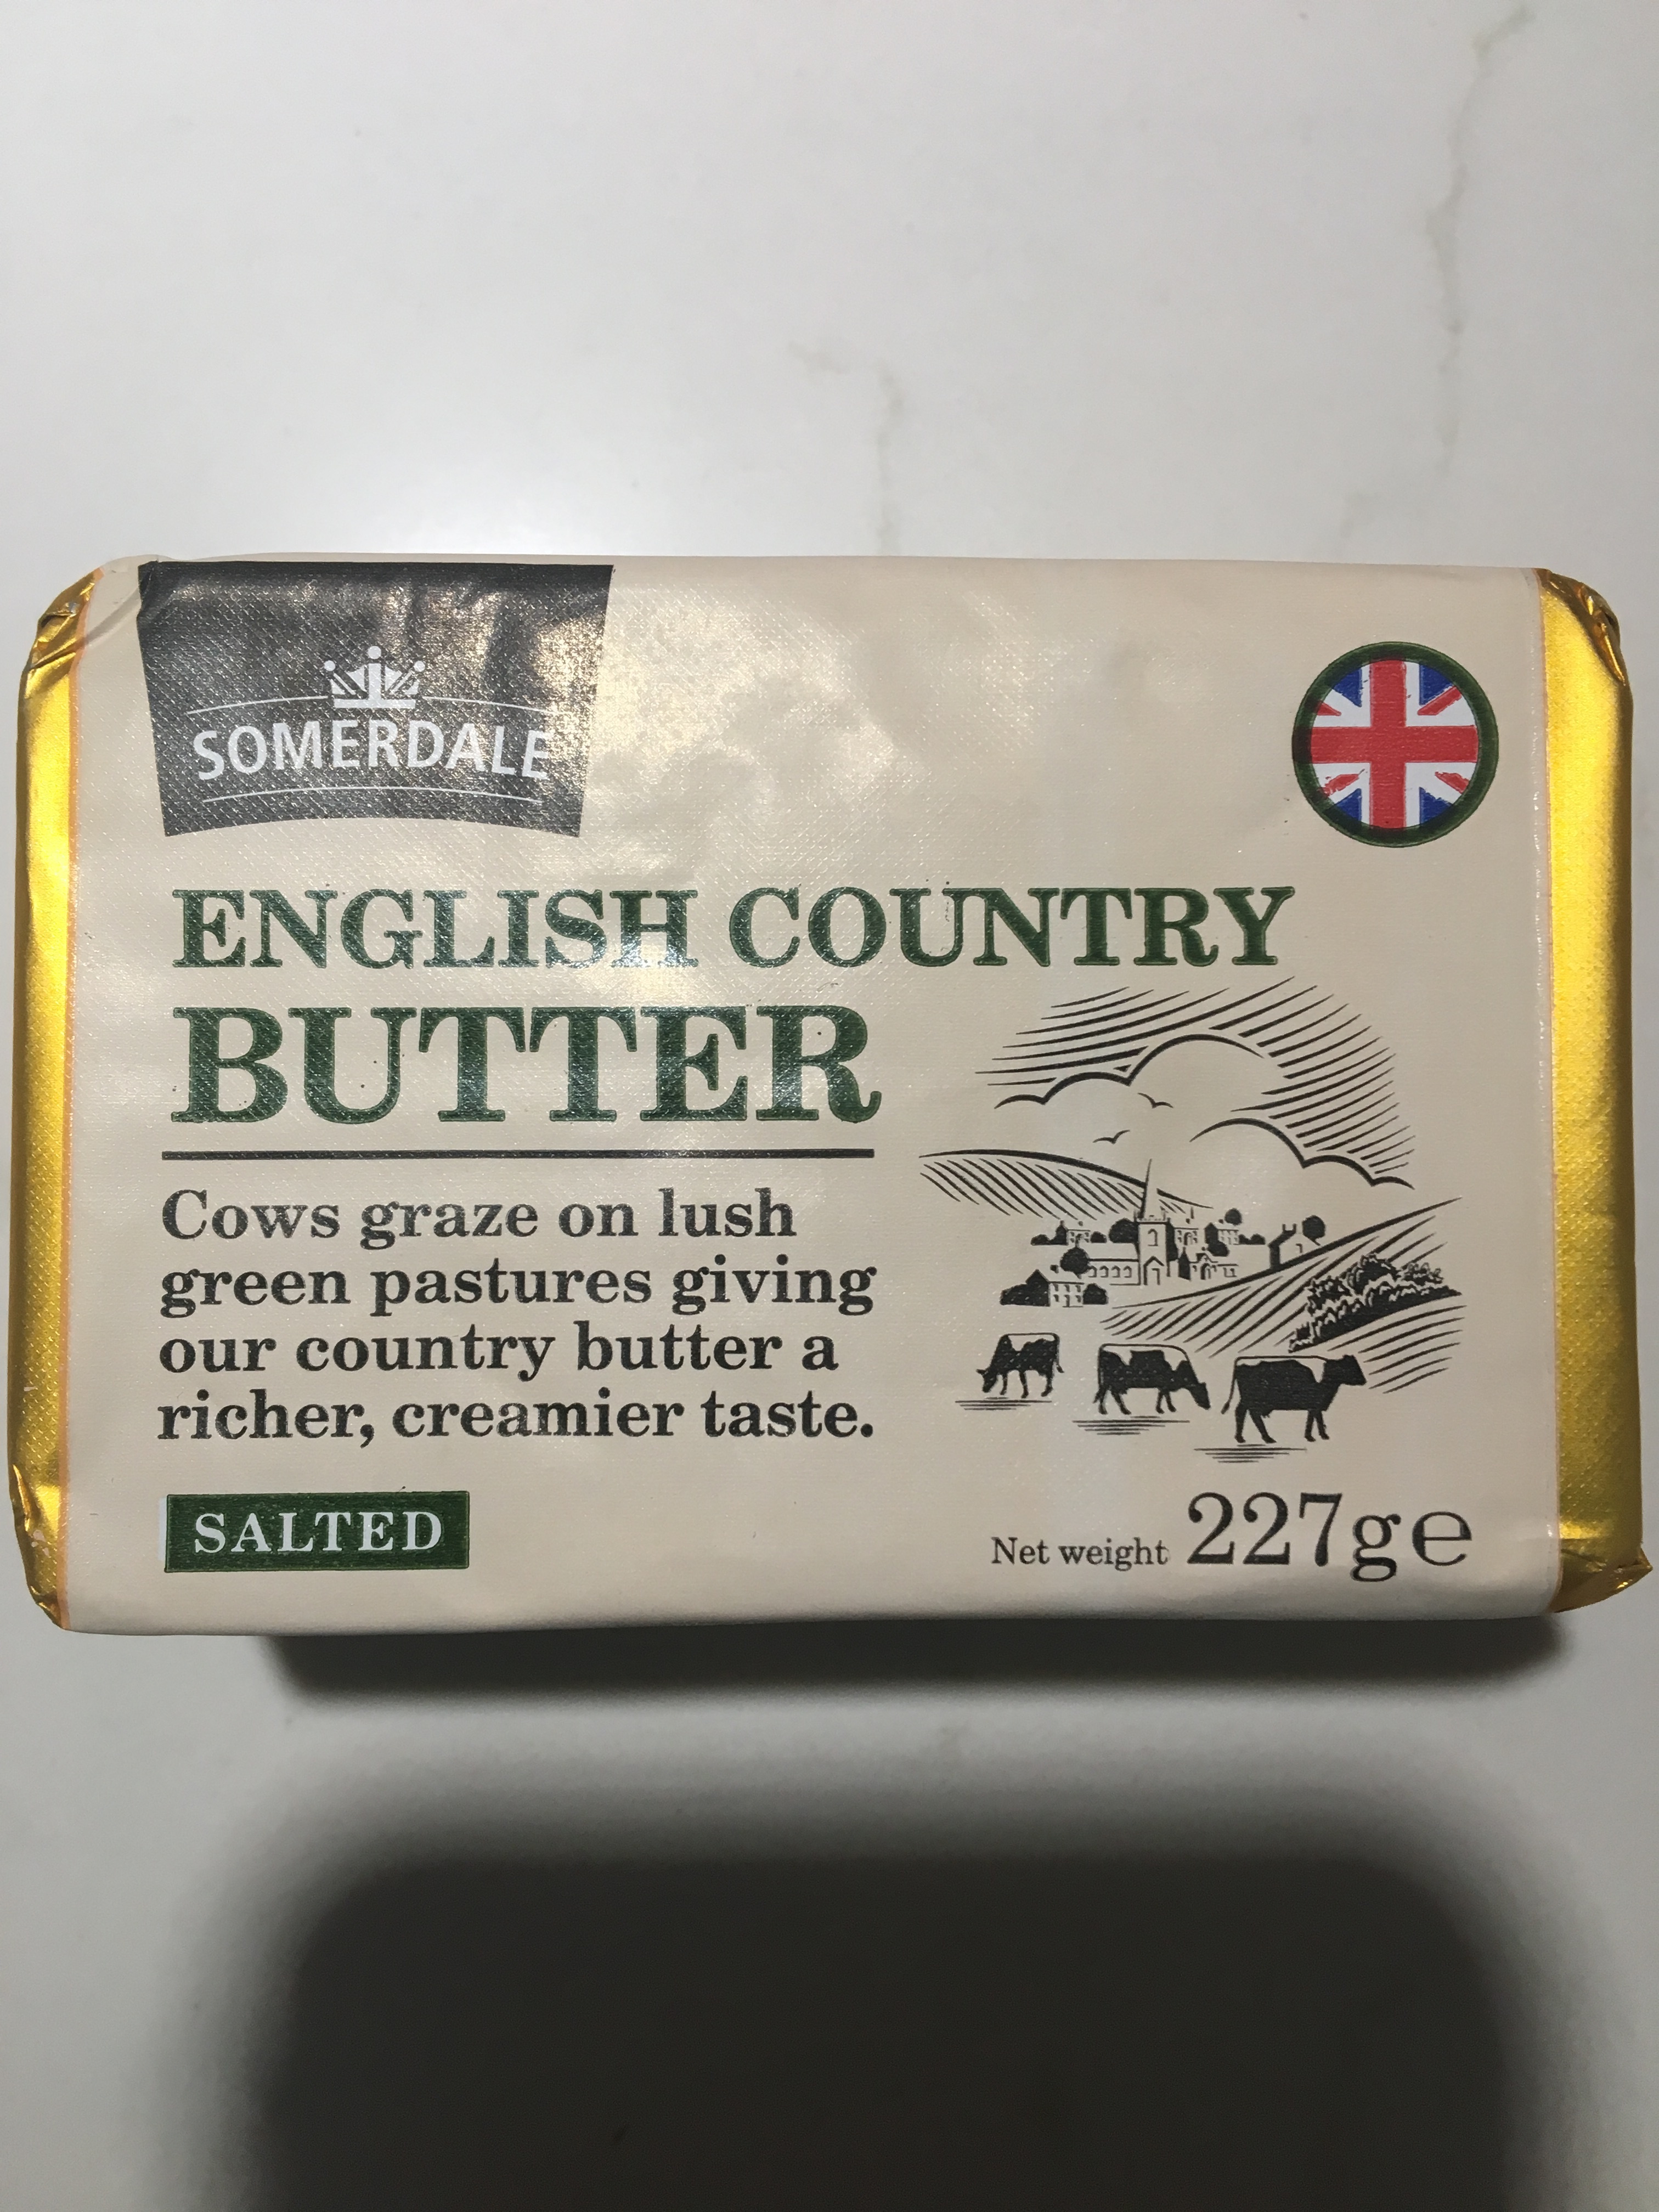 SOMERDALE
ENGLISH COUNTRY
BUTTER
Cows graze on lush
green pastures giving
our country butter a
richer, creamier taste.
SALTED
Net weight 227g℮